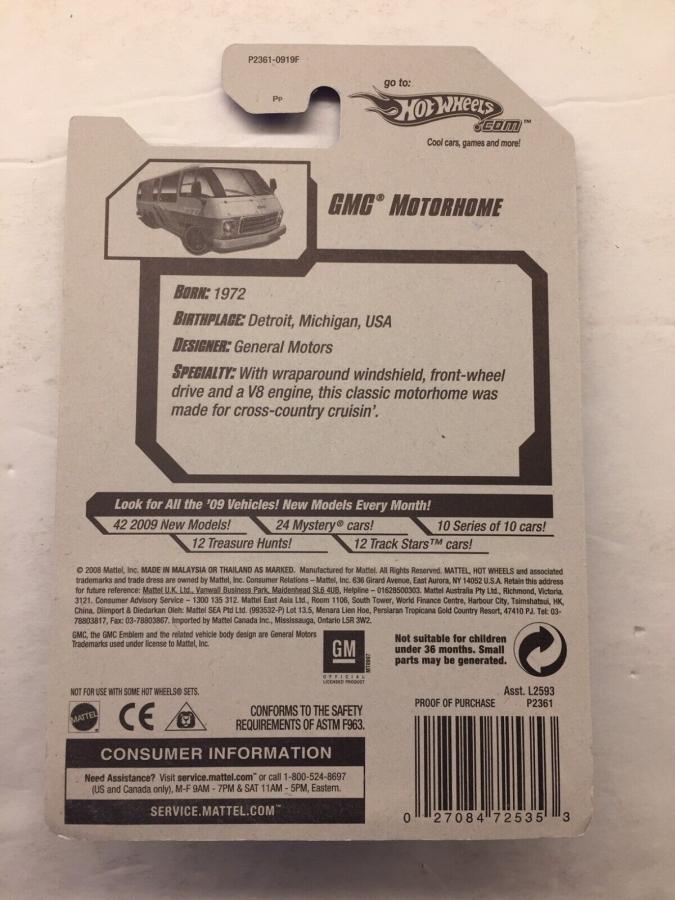 P2361-0919F
Pp
go to:
HOT WHEELS
.COM™
Cool cars, games and more!
GMC® MOTORHOME
BORN: 1972
BIRTHPLACE: Detroit, Michigan, USA
DESIGNER: General Motors
SPECIALTY: With wraparound windshield, front-wheel
drive and a V8 engine, this classic motorhome was
made for cross-country cruisin'.
Look for All the '09 Vehicles! New Models Every Month!
42 2009 New Models! 24 Mystery® cars! 10 Series of 10 cars!
12 Treasure Hunts! 12 Track Stars™ cars!
© 2008 Mattel, Inc. MADE IN MALAYSIA OR THAILAND AS MARKED. Manufactured for Mattel. All Rights Reserved. MATTEL, HOT WHEELS and associated
trademarks and trade dress are owned by Mattel, Inc. Consumer Relations – Mattel, Inc. 636 Girard Avenue, East Aurora, NY 14052 U.S.A. Retain this address
for future reference: Mattel U.K. Ltd., Vanwall Business Park, Maidenhead SL6 4UB. Helpline – 01628500303. Mattel Australia Pty Ltd., Richmond, Victoria.
3121. Consumer Advisory Service – 1300 135 312. Mattel East Asia Ltd., Room 1106, South Tower, World Finance Centre, Harbour City, Tsimshatsui, HK,
China. Diimport & Diedarkan Oleh: Mattel SEA Ptd Ltd. (993532-P) Lot 13.5, Menara Lien Hoe, Persiaran Tropicana Gold Country Resort, 47410 PJ. Tel: 03-
78803817, Fax: 03-78803867. Imported by Mattel Canada Inc., Mississauga, Ontario L5R 3W2.
GMC, the GMC Emblem and the related vehicle body design are General Motors
Trademarks used under license to Mattel, Inc.
GM
OFFICIAL
LICENSED PRODUCT
Not suitable for children
under 36 months. Small
parts may be generated.
NOT FOR USE WITH SOME HOT WHEELS® SETS.
MATTEL
CE
CONFORMS TO THE SAFETY
REQUIREMENTS OF ASTM F963.
Asst. L2593
PROOF OF PURCHASE P2361
CONSUMER INFORMATION
Need Assistance? Visit service.mattel.com™ or call 1-800-524-8697
(US and Canada only), M-F 9AM - 7PM & SAT 11AM - 5PM, Eastern.
SERVICE.MATTEL.COM™
0 27084 72535 3